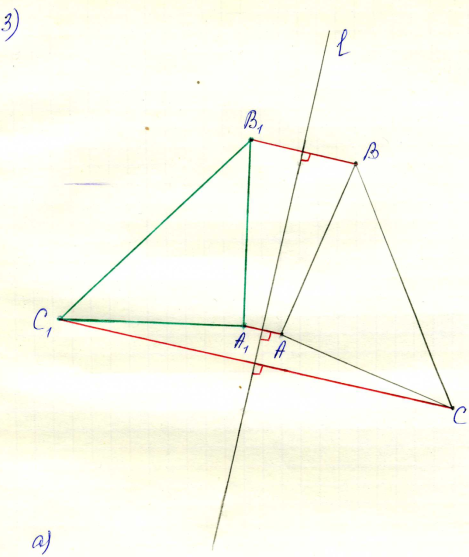 3)
ℓ
B₁
B
C₁
A₁
A
C
а)